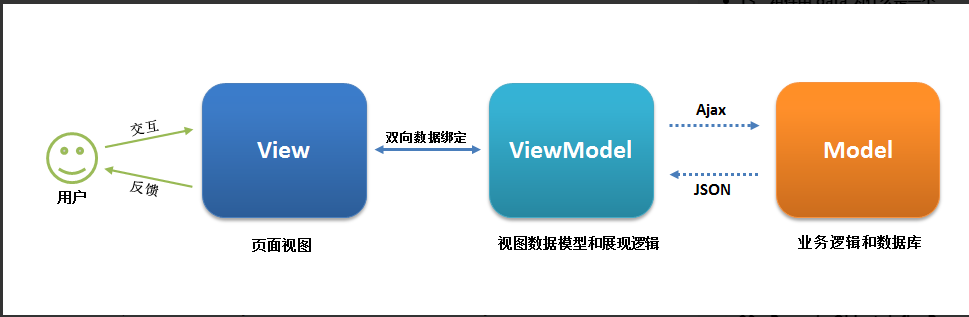 交互
反馈
用户
View
页面视图
双向数据绑定
ViewModel
视图数据模型和展现逻辑
Ajax
JSON
Model
业务逻辑和数据库